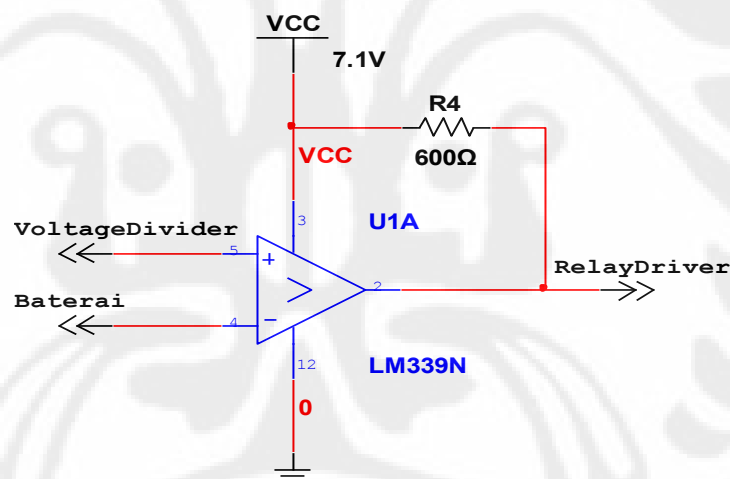 VCC
7.1V
R4
600Ω
VCC
3
U1A
VoltageDivider
5
+
>
2
RelayDriver
Baterai
4
−
12
LM339N
0